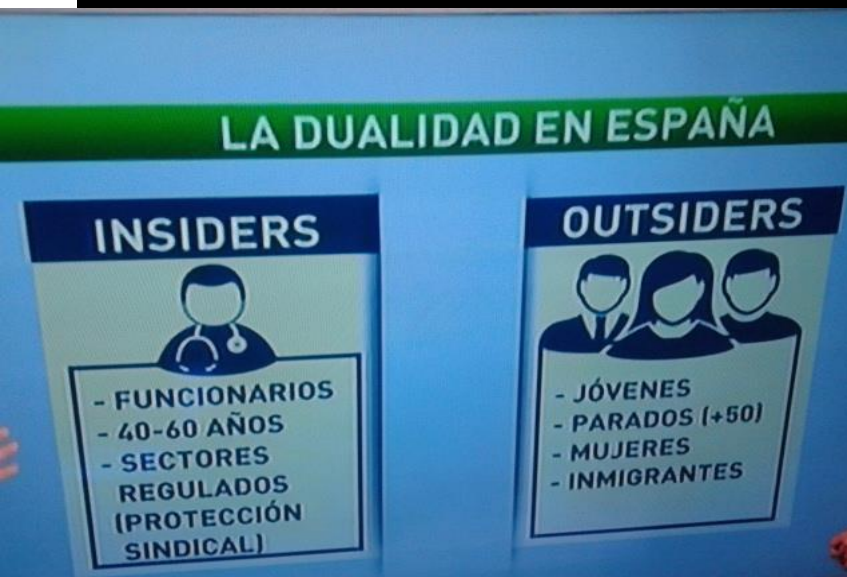 LA DUALIDAD EN ESPAÑA
INSIDERS
- FUNCIONARIOS
- 40-60 AÑOS
- SECTORES
REGULADOS
(PROTECCIÓN
SINDICAL)
OUTSIDERS
- JÓVENES
- PARADOS (+50)
- MUJERES
- INMIGRANTES